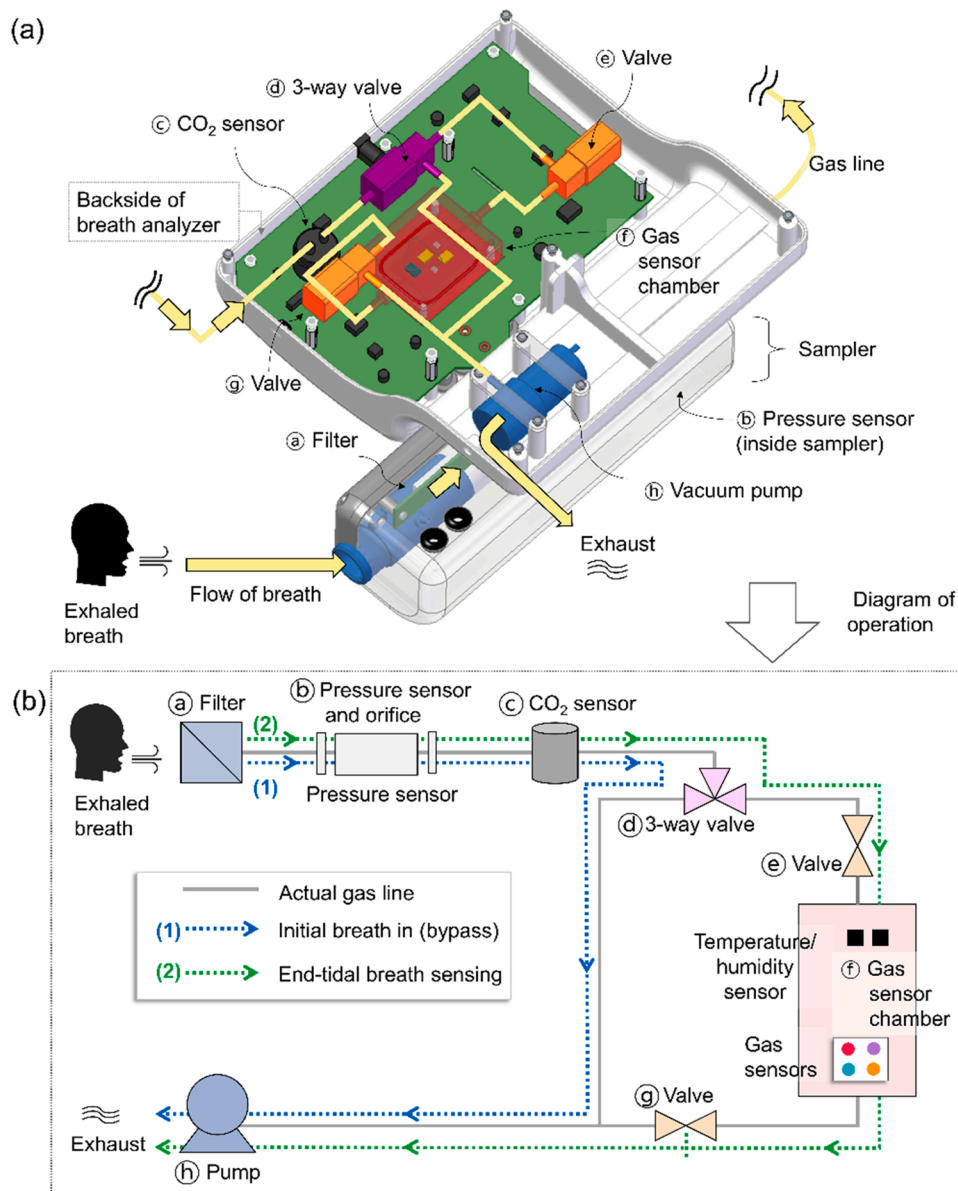 (a)
ⓔ Valve
ⓓ 3-way valve
ⓒ CO₂ sensor
Gas line
Backside of
breath analyzer
ⓕ Gas
sensor
chamber
Sampler
ⓖ Valve
ⓑ Pressure sensor
(inside sampler)
ⓐ Filter
ⓗ Vacuum pump
Exhaust
Flow of breath
Exhaled
breath
Diagram of
operation
(b)
ⓐ Filter
ⓑ Pressure sensor
and orifice
ⓒ CO₂ sensor
(2)
(1)
Pressure sensor
Exhaled
breath
ⓓ 3-way valve
ⓔ Valve
Actual gas line
(1) Initial breath in (bypass)
(2) End-tidal breath sensing
Temperature/
humidity
sensor
ⓕ Gas
sensor
chamber
Gas
sensors
ⓖ Valve
Exhaust
ⓗ Pump